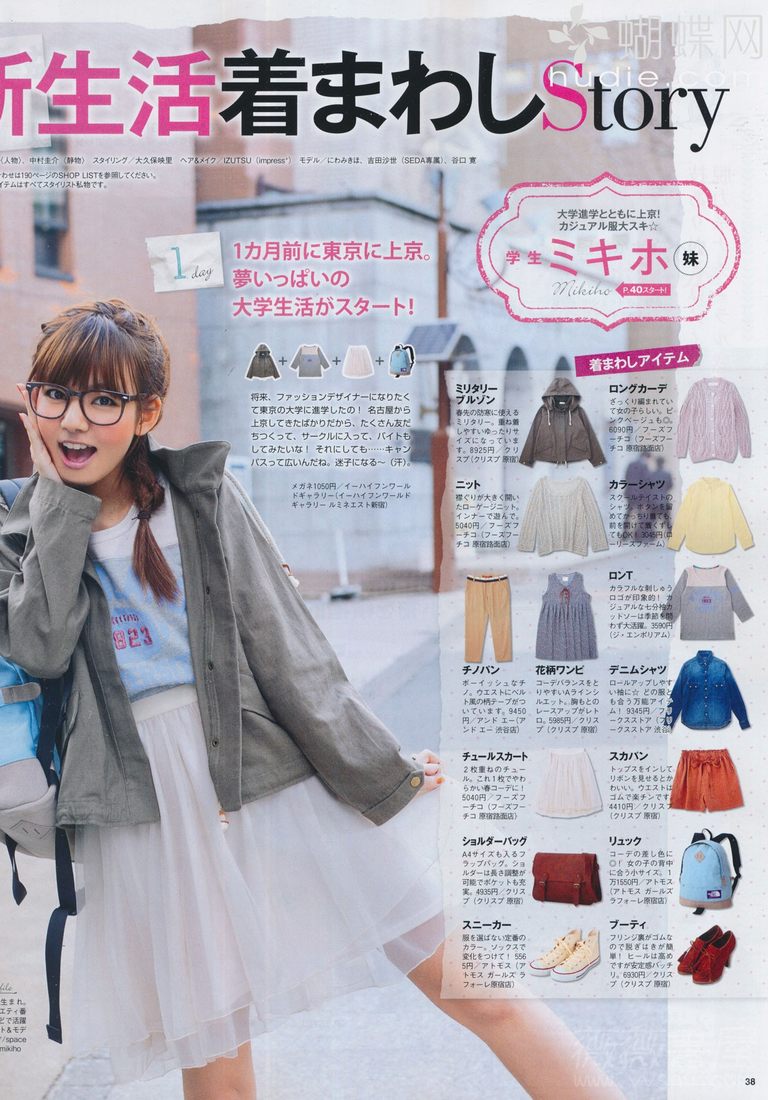 新生活着まわしStory
蝴蝶网
hudie.com
(人物)、中村圭介(静物) スタイリング/大久保映里 ヘア&メイク/IZUTSU(impress⁺) モデル/にわみきほ、吉田沙世(SEDA専属)、谷口 寛
わせは190ページのSHOP LISTを参照してください。
イテムはすべてスタイリスト私物です。
大学進学とともに上京!
カジュアル服大スキ☆
学生 ミキホ 妹
Mikiho P.40スタート!
1 day
1カ月前に東京に上京。
夢いっぱいの
大学生活がスタート!
将来、ファッションデザイナーになりたく
て東京の大学に進学したの! 名古屋から
上京してきたばかりだから、たくさん友だ
ちつくって、サークルに入って、バイトも
してみたいな! それにしても……キャン
パスって広いんだね。迷子になる〜(汗)。
メガネ1050円/イーハイフンワール
ドギャラリー(イーハイフンワールド
ギャラリー ルミネエスト新宿)
着まわしアイテム
ミリタリー
ブルゾン
春先の防寒に使える
ミリタリー。重ね着
しやすいゆったりサ
イズになっていま
す。8925円/クリ
スプ(クリスプ 原宿)
ロングカーデ
ざっくり編まれてい
て女の子らしい。ピ
ンクベージュも◎。
6090円/フーズフ
ーチコ(フーズフー
チコ 原宿路面店)
ニット
襟ぐりが大きく開い
たローゲージニット。
インナーで遊んで。
5040円/フーズフ
ーチコ(フーズフー
チコ 原宿路面店)
カラーシャツ
スクールテイストの
シャツ。ボタンを留
めてかっちり着ても、
前を開けて着くずし
てもOK! 3045円(ロ
ーリーズファーム)
ロンT
カラフルな刺しゅう
ロゴが印象的! カ
ジュアルな七分袖カ
ットソーは季節を問
わず大活躍。3590円
(ジ・エンポリアム)
チノパン
ボーイッシュなチ
ノ。ウエストにベル
ト風の柄テープがつ
いています。9450
円/アンド エー(ア
ンド エー 渋谷店)
花柄ワンピ
コーデバランスをと
りやすいAラインシ
ルエット。胸もとの
レースアップがレト
ロ。5985円/クリス
プ(クリスプ 原宿)
デニムシャツ
ロールアップしやす
い袖に☆ どの服と
も合う万能アイテ
ム! 9345円/
ークスストア(フ
ークスストア 渋谷
チュールスカート
2枚重ねのチュー
ル。これ1枚でやわ
らかい春コーデに!
5040円/フーズフ
ーチコ(フーズフー
チコ 原宿路面店)
スカパン
トップスをインして
リボンを見せるとか
わいい。ウエストは
ゴムで楽チンです!
4410円/クリスプ
(クリスプ 原宿)
ショルダーバッグ
A4サイズも入るフ
ラップバッグ。ショ
ルダーは長さ調整が
可能でポケットも充
実。4935円/クリス
プ(クリスプ 原宿)
リュック
コーデの差し色に
◎! 女の子の背中
に合う小サイズ。1
万1550円/アトモス
(アトモス ガールズ
ラフォーレ原宿店)
スニーカー
服を選ばない定番の
カラー。ソックスで
変化をつけて! 556
5円/アトモス(ア
トモス ガールズ ラ
フォーレ原宿店)
ブーティ
フリンジ裏がゴムな
ので脱ぎはきが簡
単! ヒールは高め
ですが安定感バッチ
リ。6930円/クリス
プ(クリスプ 原宿)
823
生まれ。
エティ番
どで活躍
ト&モデ
/space
mikiho
38